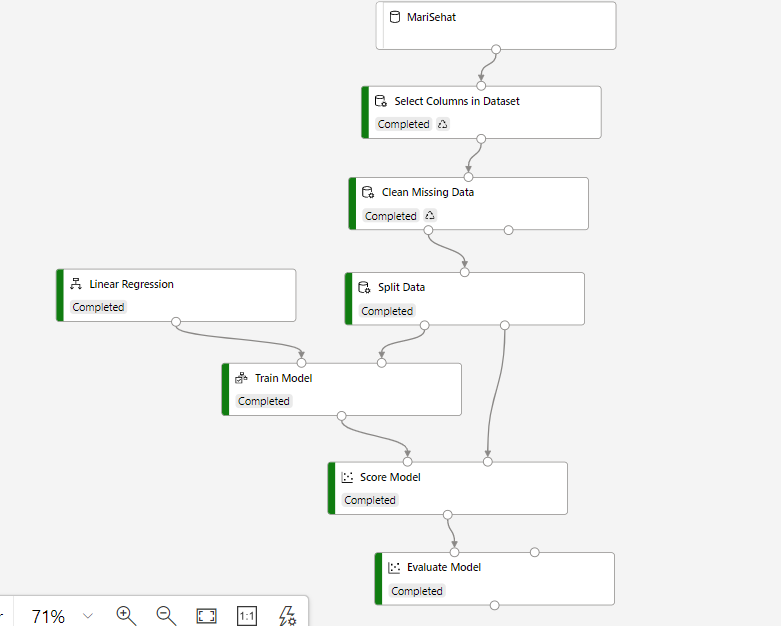 MariSehat
Select Columns in Dataset
Completed
Clean Missing Data
Completed
Linear Regression
Completed
Split Data
Completed
Train Model
Completed
Score Model
Completed
Evaluate Model
Completed
71%
1:1